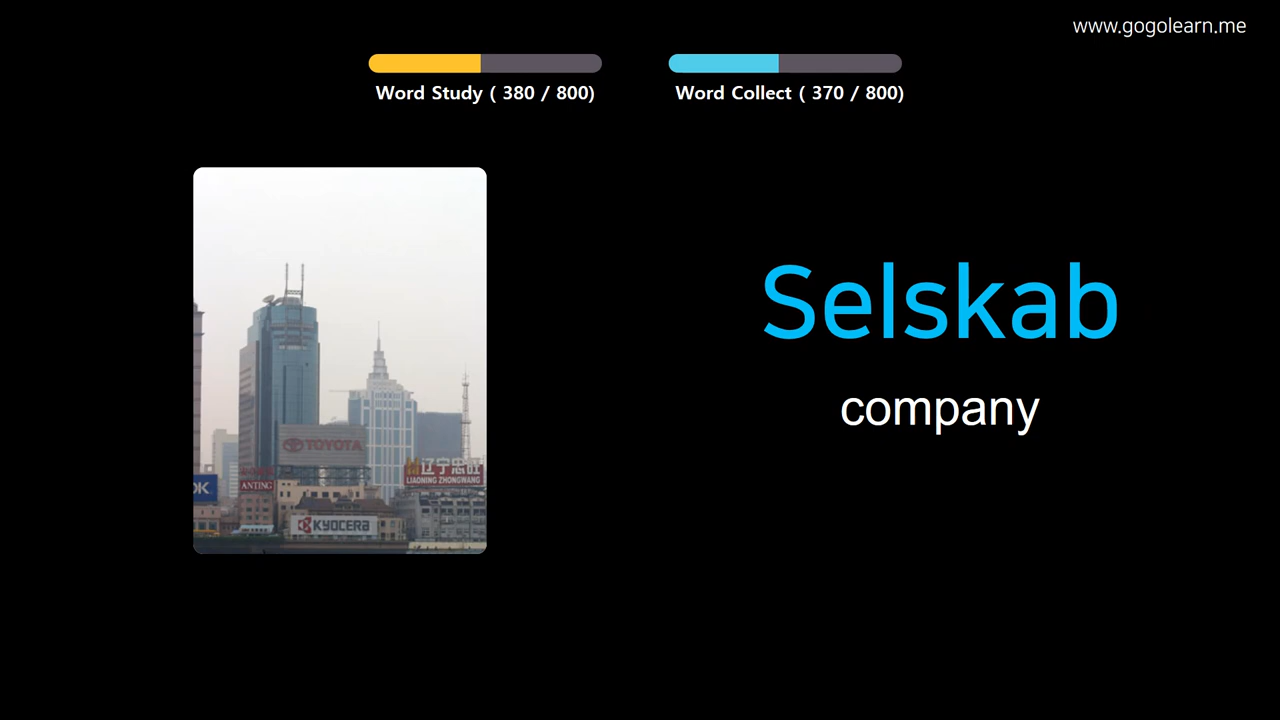 www.gogolearn.me
Word Study ( 380 / 800)
Word Collect ( 370 / 800)
Selskab
company
TOYOTA
辽宁忠旺
LIAONING ZHONGWANG
ANTING
OK
KYOCERA